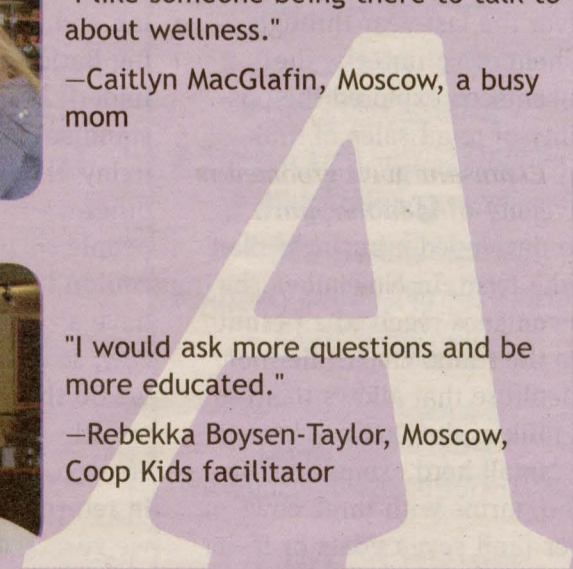 "I like someone being there to talk to
about wellness."
—Caitlyn MacGlafin, Moscow, a busy
mom
"I would ask more questions and be
more educated."
—Rebekka Boysen-Taylor, Moscow,
Coop Kids facilitator